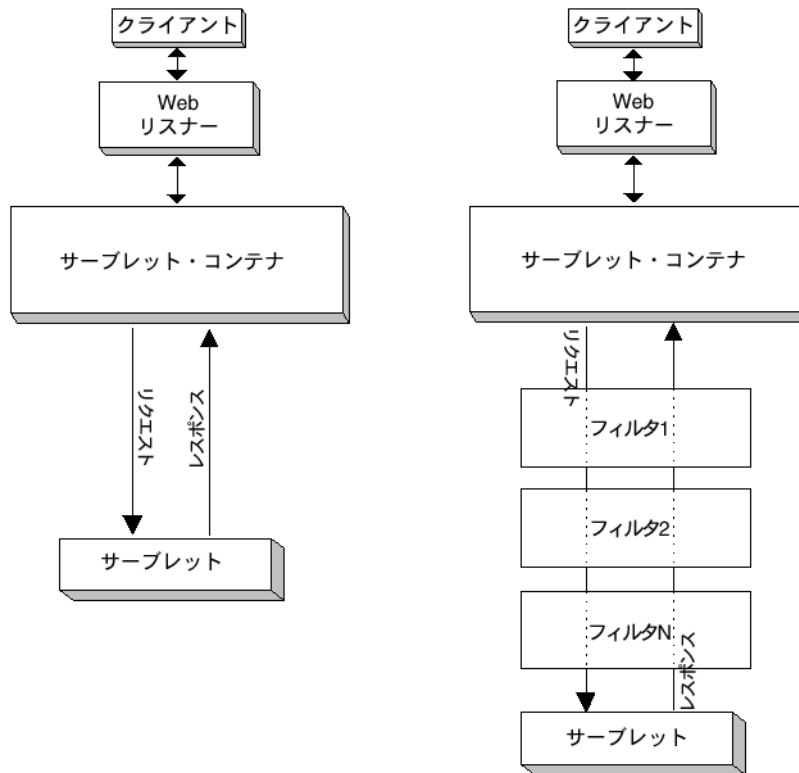 クライアント
Web
リスナー
サーブレット・コンテナ
リクエスト
レスポンス
サーブレット
クライアント
Web
リスナー
サーブレット・コンテナ
リクエスト
フィルタ1
フィルタ2
フィルタN
レスポンス
サーブレット